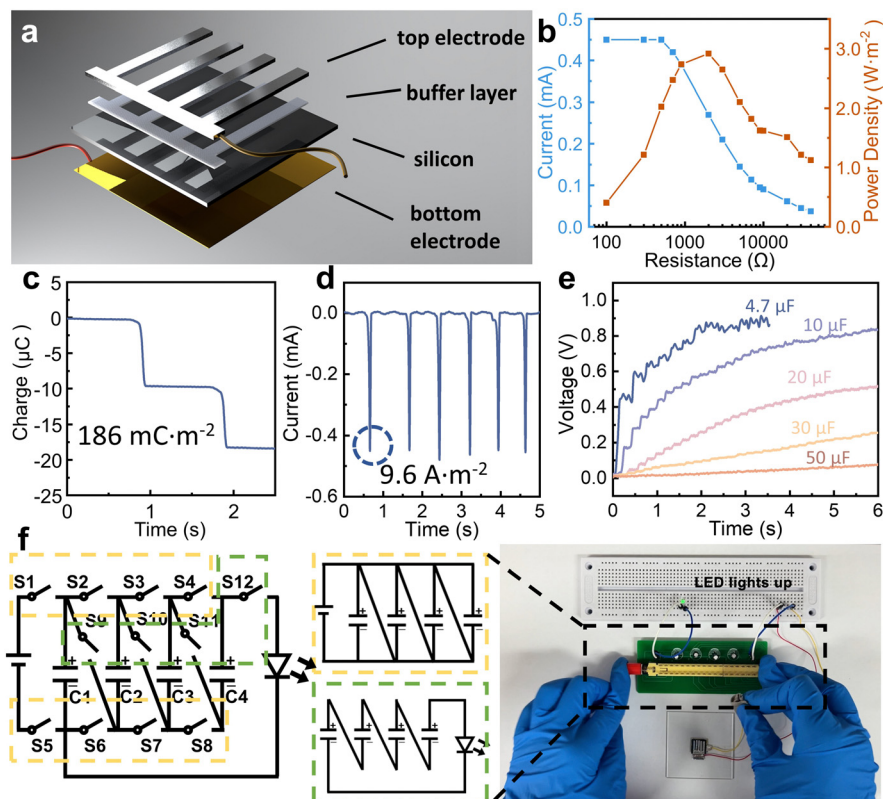 a
top electrode
buffer layer
silicon
bottom
electrode
b
0.5
0.4
0.3
0.2
0.1
0.0
Current (mA)
3.0
2.0
1.0
0.0
Power Density (W·m-2)
100
1000
10000
Resistance (Ω)
c
5
0
-5
-10
-15
-20
-25
Charge (μC)
186 mC·m-2
0
1
2
Time (s)
d
0.0
-0.2
-0.4
-0.6
Current (mA)
9.6 A·m-2
0 1 2 3 4 5
Time (s)
e
1.0
0.8
0.6
0.4
0.2
0.0
Voltage (V)
4.7 μF
10 μF
20 μF
30 μF
50 μF
0 1 2 3 4 5 6
Time (s)
f
S1 S2 S3 S4 S12
S9 S10 S11
C1 C2 C3 C4
S5 S6 S7 S8
LED lights up